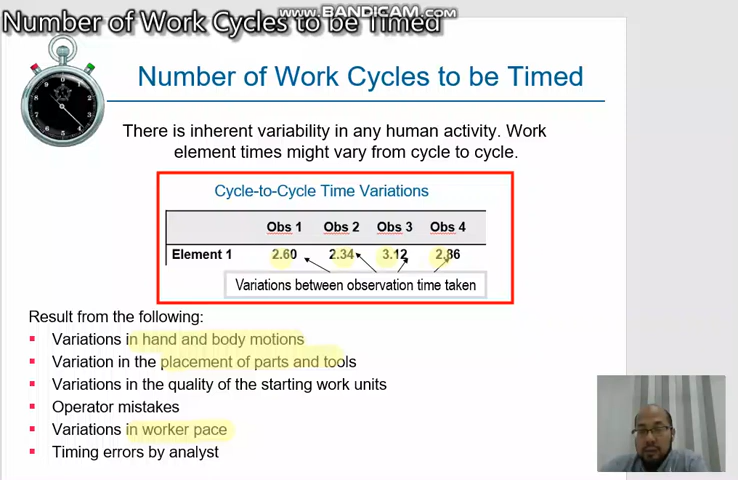 www.BANDICAM.com
Number of Work Cycles to be Timed
Number of Work Cycles to be Timed
There is inherent variability in any human activity. Work
element times might vary from cycle to cycle.
Cycle-to-Cycle Time Variations
Obs 1 Obs 2 Obs 3 Obs 4
Element 1 2.60 2.34 3.12 2.86
Variations between observation time taken
Result from the following:
Variations in hand and body motions
Variation in the placement of parts and tools
Variations in the quality of the starting work units
Operator mistakes
Variations in worker pace
Timing errors by analyst